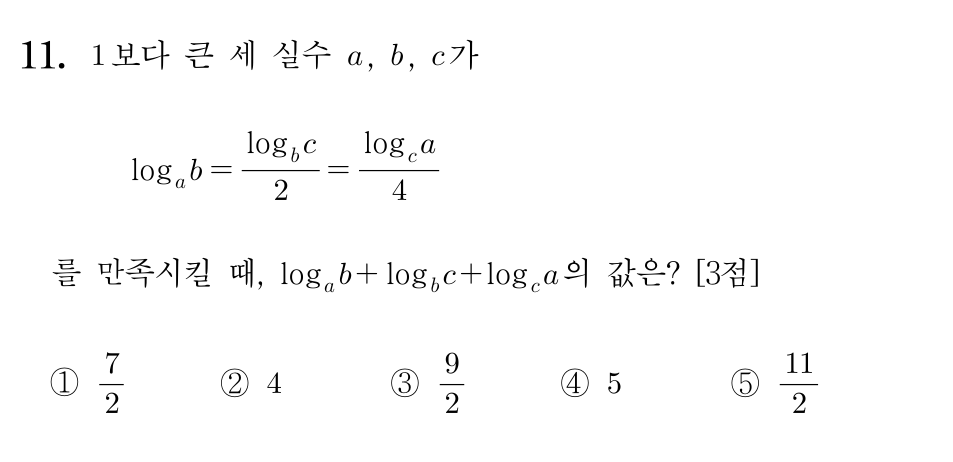 11. 1보다 큰 세 실수 a, b, c가
log_a b = (log_b c)/2 = (log_c a)/4
를 만족시킬 때, log_a b + log_b c + log_c a의 값은? [3점]
① 7/2 ② 4 ③ 9/2 ④ 5 ⑤ 11/2